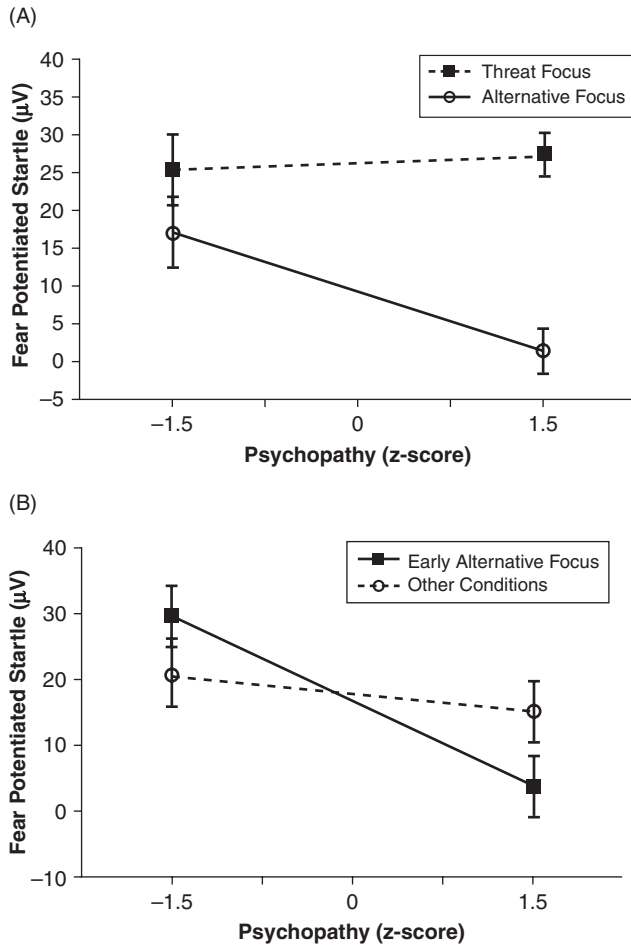 (A)
Fear Potentiated Startle (µV)
40
35
30
25
20
15
10
5
0
–5
Threat Focus
Alternative Focus
–1.5
0
1.5
Psychopathy (z-score)
(B)
Fear Potentiated Startle (µV)
40
30
20
10
0
–10
Early Alternative Focus
Other Conditions
–1.5
0
1.5
Psychopathy (z-score)